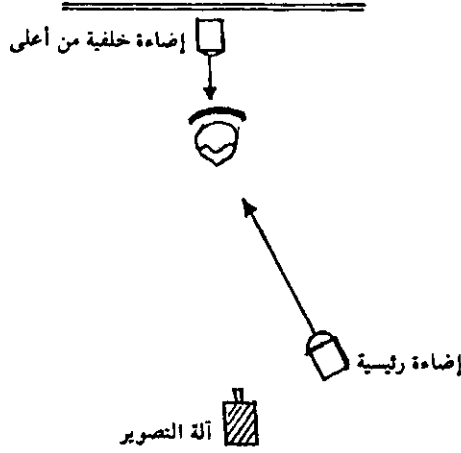 إضاءة خلفية من أعلى
إضاءة رئيسية
آلة التصوير